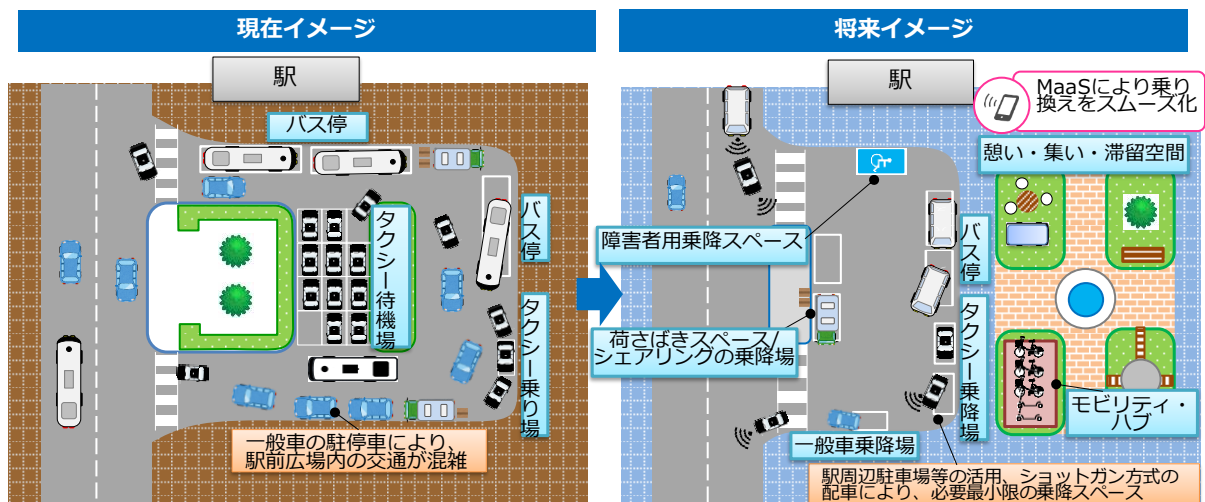 現在イメージ
駅
バス停
バス停
タクシー待機場
タクシー乗り場
一般車の駐停車により、
駅前広場内の交通が混雑
将来イメージ
駅
MaaSにより乗り
換えをスムーズ化
憩い・集い・滞留空間
障害者用乗降スペース
バス停
荷さばきスペース/
シェアリングの乗降場
タクシー乗降場
モビリティ・
ハブ
一般車乗降場
駅周辺駐車場等の活用、ショットガン方式の
配車により、必要最小限の乗降スペース